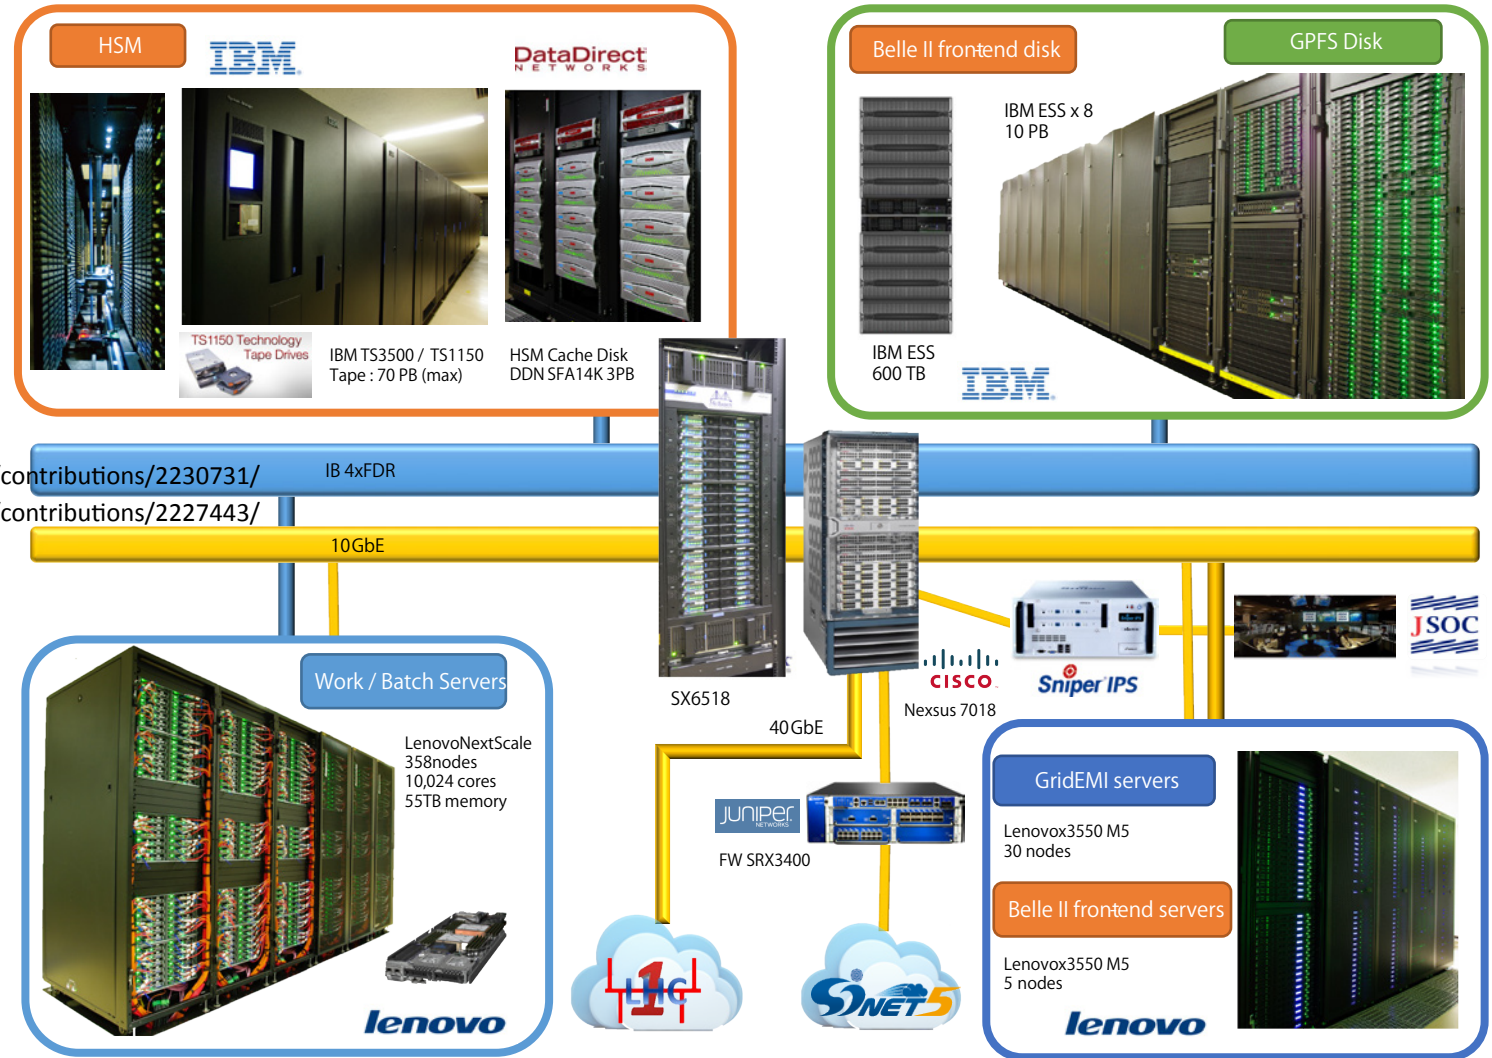 HSM
IBM
DataDirect
NETWORKS
TS1150 Technology
Tape Drives
IBM TS3500 / TS1150
Tape : 70 PB (max)
HSM Cache Disk
DDN SFA14K 3PB
Belle II frontend disk
GPFS Disk
IBM ESS x 8
10 PB
IBM ESS
600 TB
IBM
/contributions/2230731/
IB 4xFDR
/contributions/2227443/
10GbE
Work / Batch Servers
LenovoNextScale
358nodes
10,024 cores
55TB memory
lenovo
SX6518
CISCO
Nexsus 7018
Sniper IPS
JSOC
40GbE
JUNIPER
NETWORKS
FW SRX3400
LHC
1
SINET5
GridEMI servers
Lenovox3550 M5
30 nodes
Belle II frontend servers
Lenovox3550 M5
5 nodes
lenovo